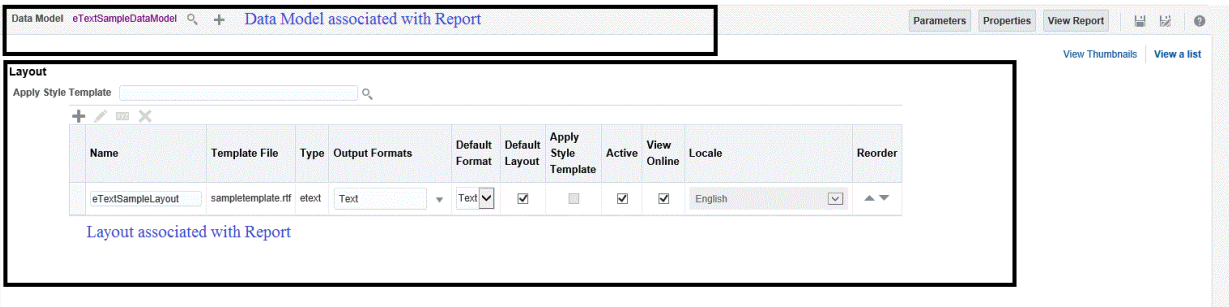 Data Model eTextSampleDataModel Data Model associated with Report Parameters Properties View Report
View Thumbnails View a list
Layout
Apply Style Template
Name Template File Type Output Formats Default Format Default Layout Apply Style Template Active View Online Locale Reorder
eTextSampleLayout sampletemplate.rtf etext Text Text English
Layout associated with Report